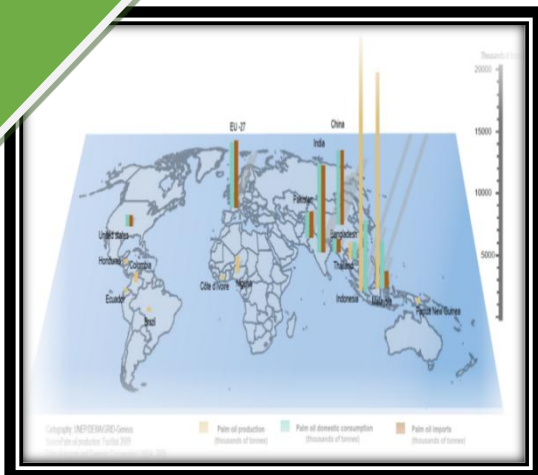 Thousands of
20000
15000
10000
5000
EU -27
China
India
Pakistan
Bangladesh
Thailand
Indonesia
Malaysia
Papua New Guinea
United states
Honduras
Colombia
Ecuador
Brazil
Côte d'Ivoire
Nigeria
Cartography: UNEP/DEWA/GRID-Geneva
Palm oil production
(thousands of tonnes)
Palm oil domestic consumption
(thousands of tonnes)
Palm oil imports
(thousands of tonnes)